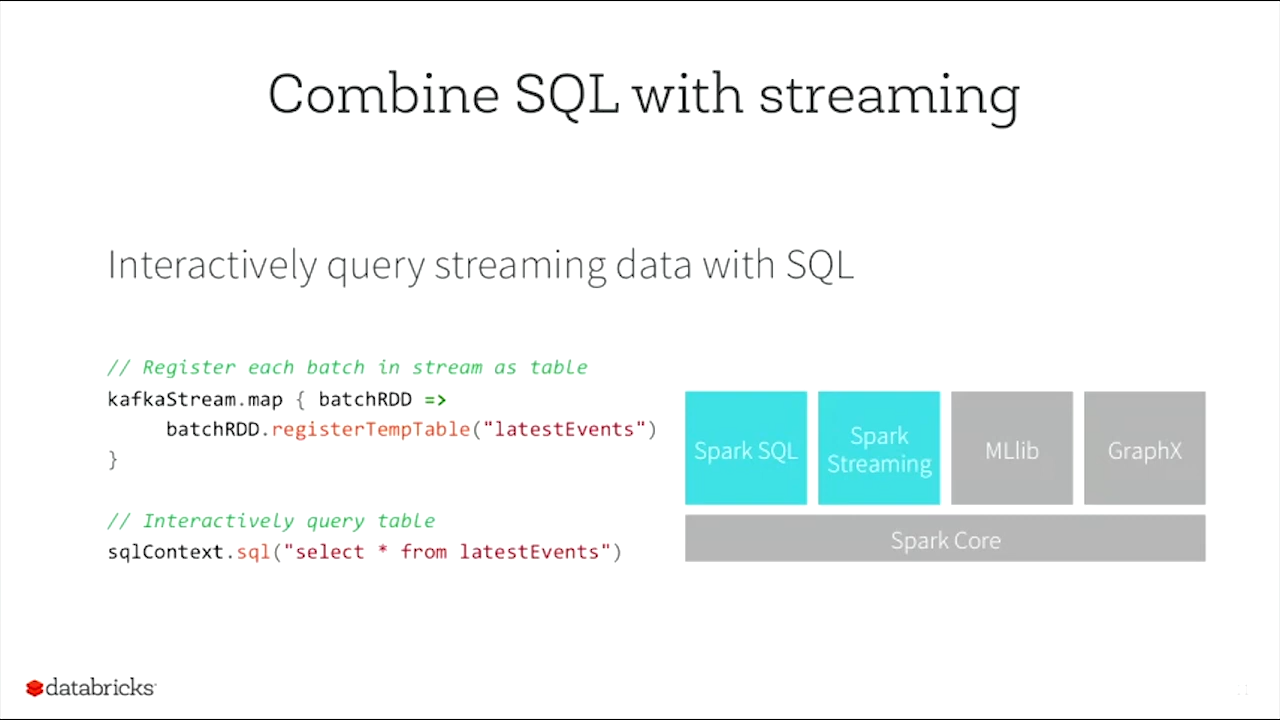 Combine SQL with streaming
Interactively query streaming data with SQL
// Register each batch in stream as table
kafkaStream.map { batchRDD =>
batchRDD.registerTempTable("latestEvents")
}
// Interactively query table
sqlContext.sql("select * from latestEvents")
Spark SQL
Spark
Streaming
MLlib
GraphX
Spark Core
databricks